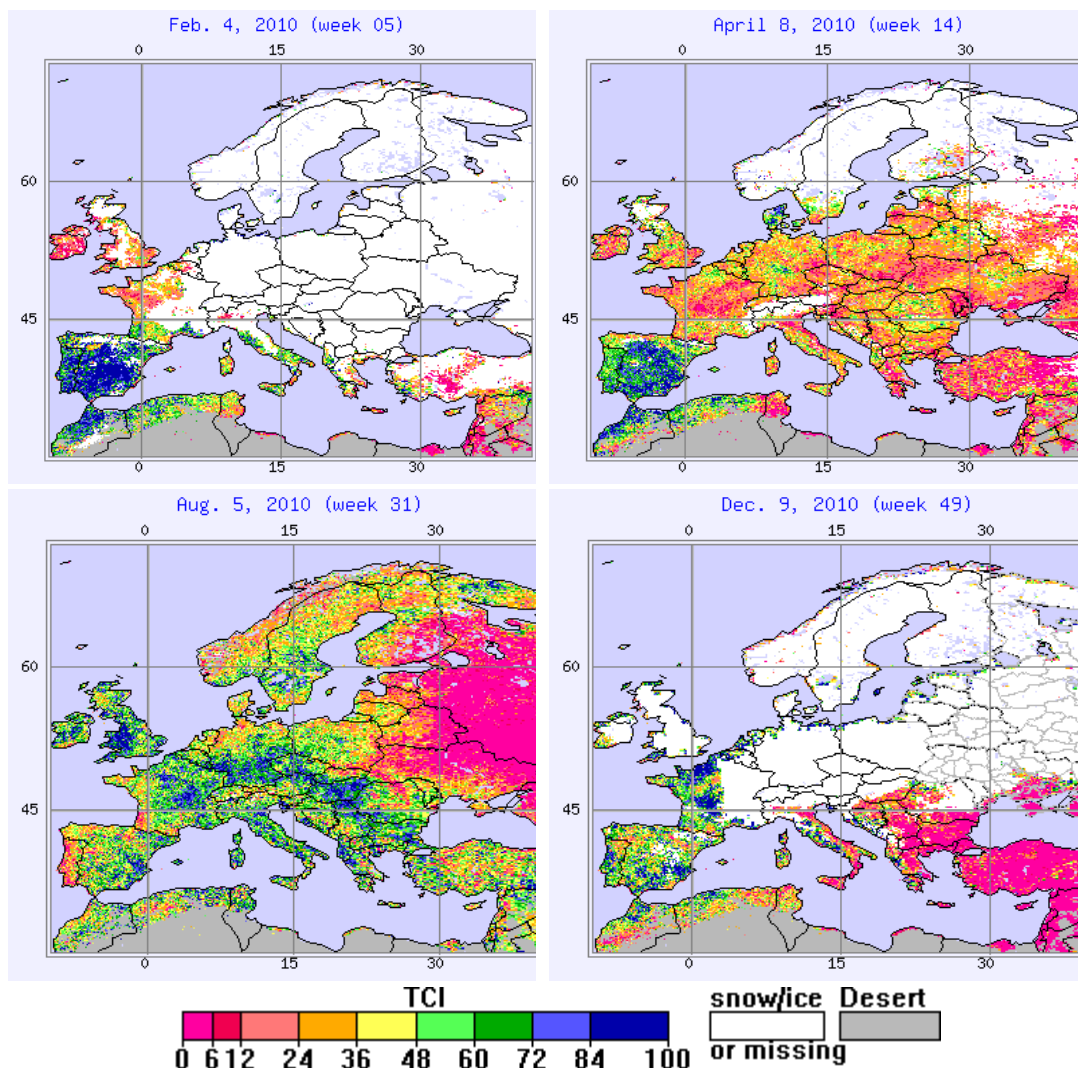 Feb. 4, 2010 (week 05)
0 15 30
60
45
0 15 30
April 8, 2010 (week 14)
0 15 30
60
45
0 15 30
Aug. 5, 2010 (week 31)
0 15 30
60
45
0 15 30
Dec. 9, 2010 (week 49)
0 15 30
60
45
0 15 30
TCI
0 6 12 24 36 48 60 72 84 100
snow/ice
or missing
Desert